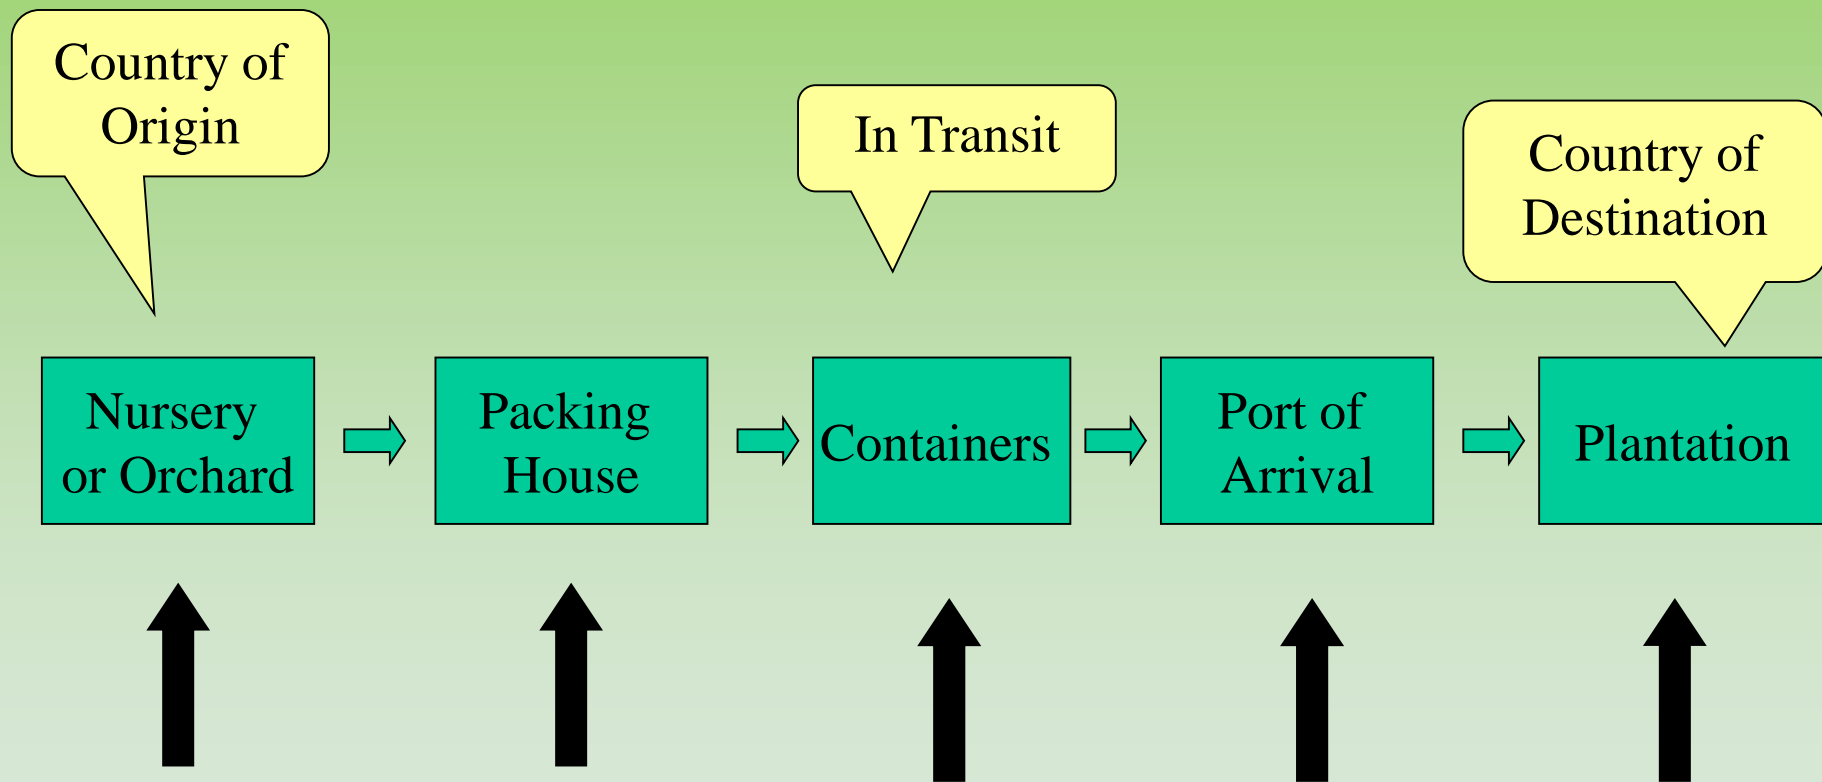 Country of
Origin
In Transit
Country of
Destination
Nursery
or Orchard
Packing
House
Containers
Port of
Arrival
Plantation